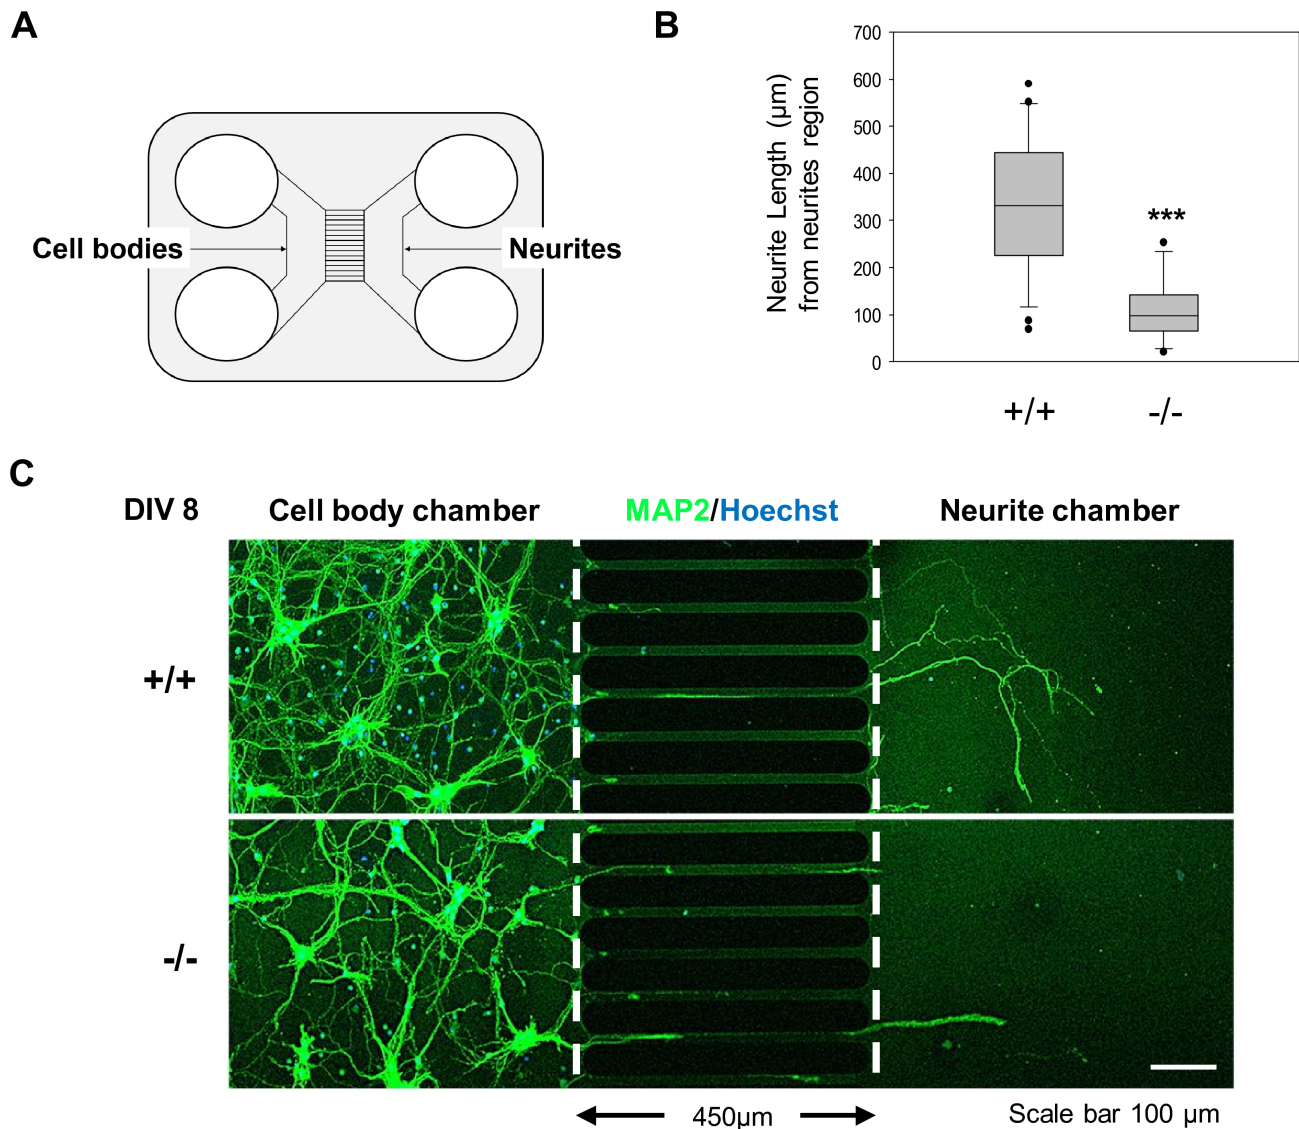 A
Cell bodies
Neurites
B
Neurite Length (µm)
from neurites region
700
600
500
400
300
200
100
0
***
+/+
-/-
C
DIV 8
Cell body chamber
MAP2/Hoechst
Neurite chamber
+/+
-/-
450µm
Scale bar 100 µm